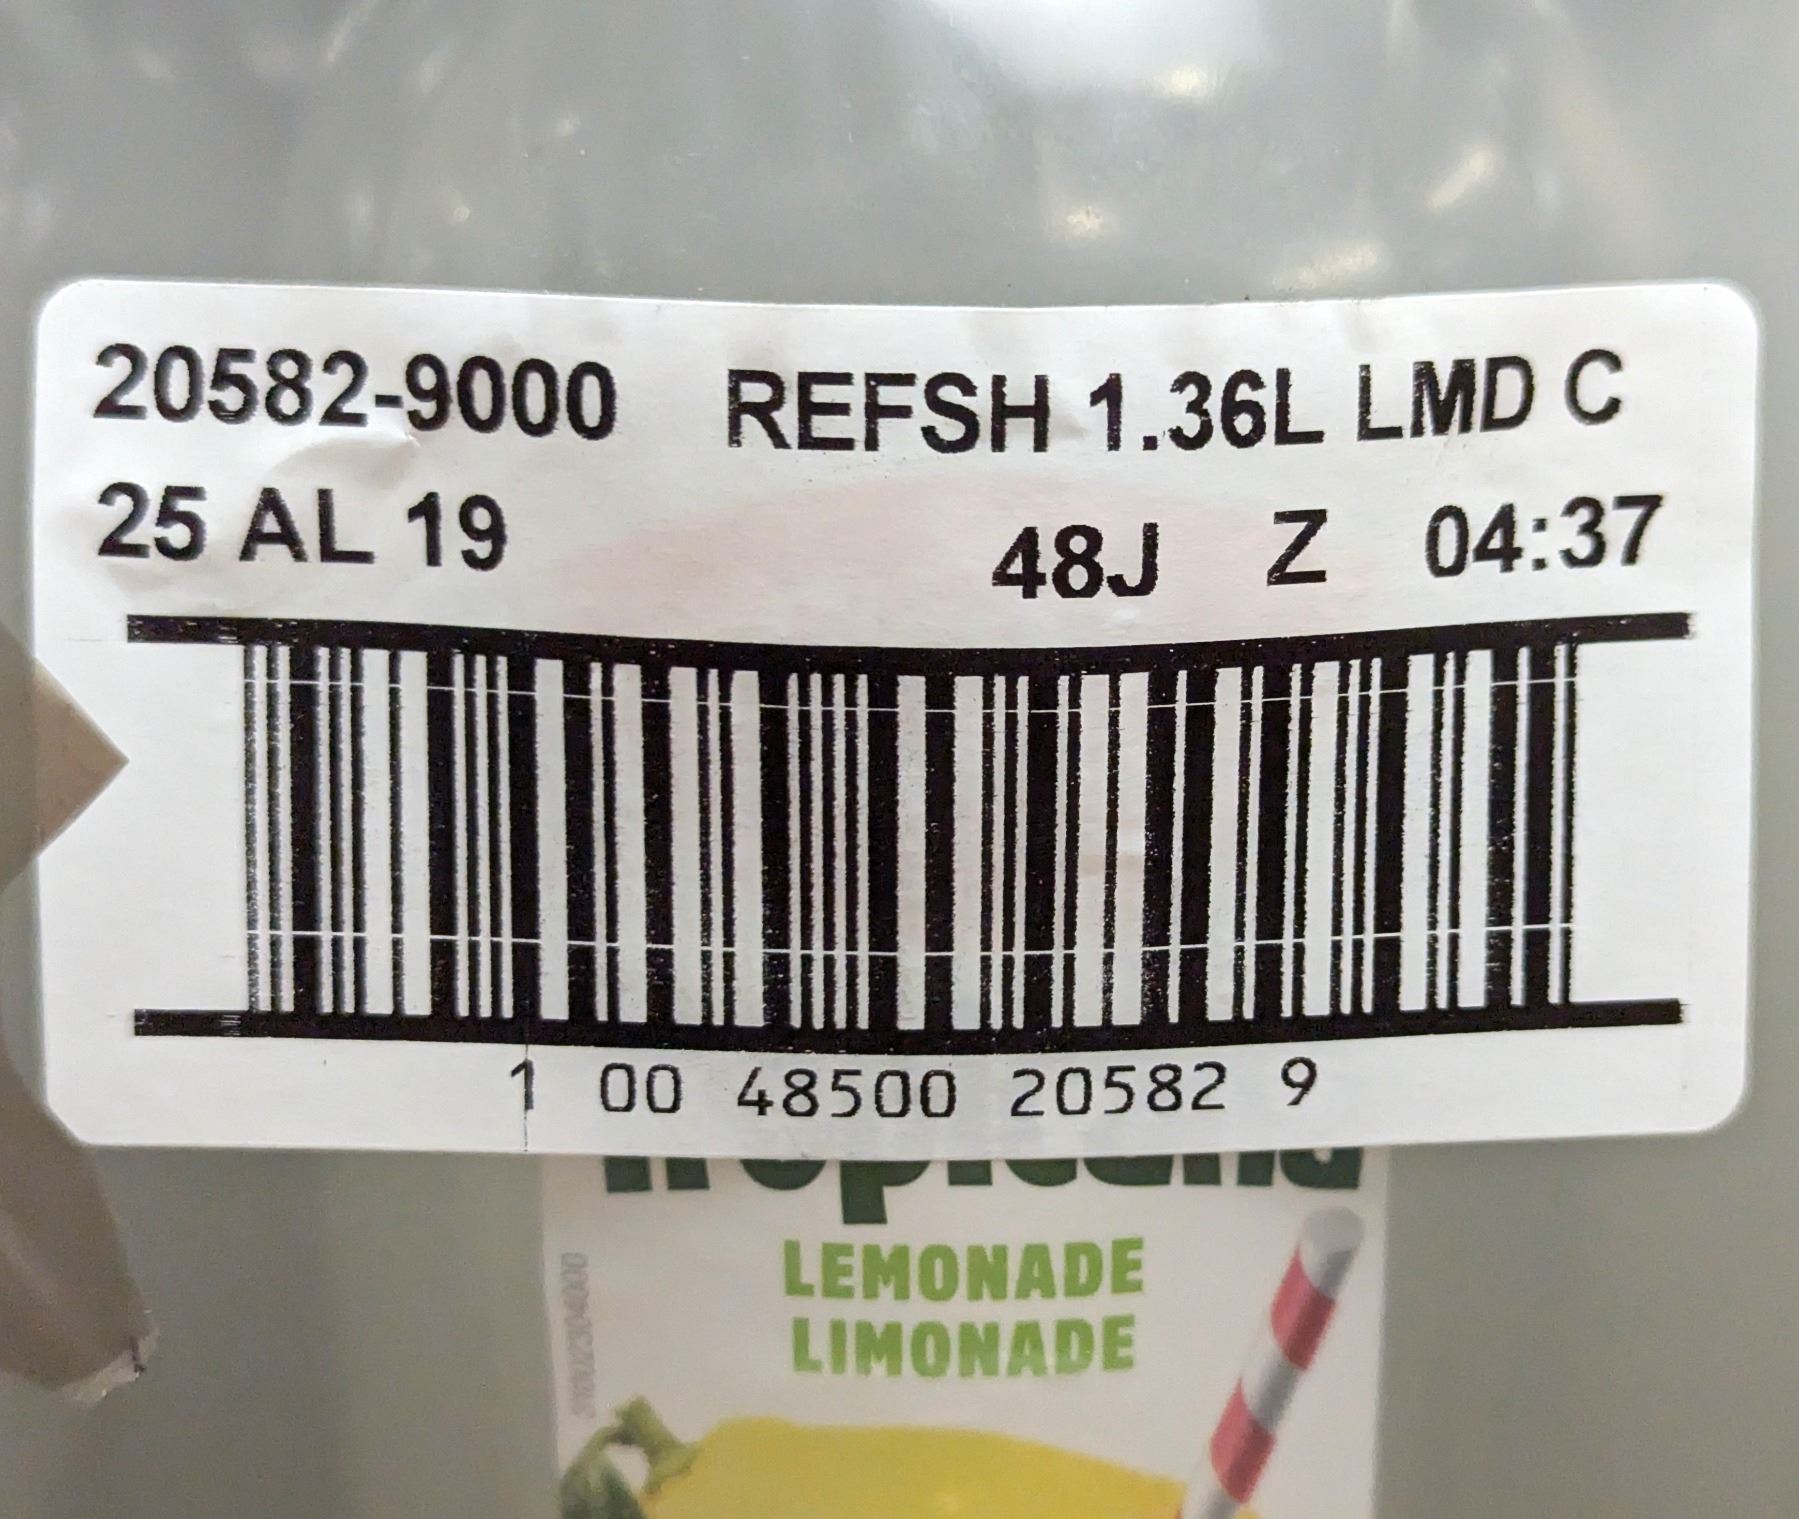 20582-9000 REFSH 1.36L LMD C
25 AL 19 48J Z 04:37
1 00 48500 20582 9
Tropicana
LEMONADE
LIMONADE